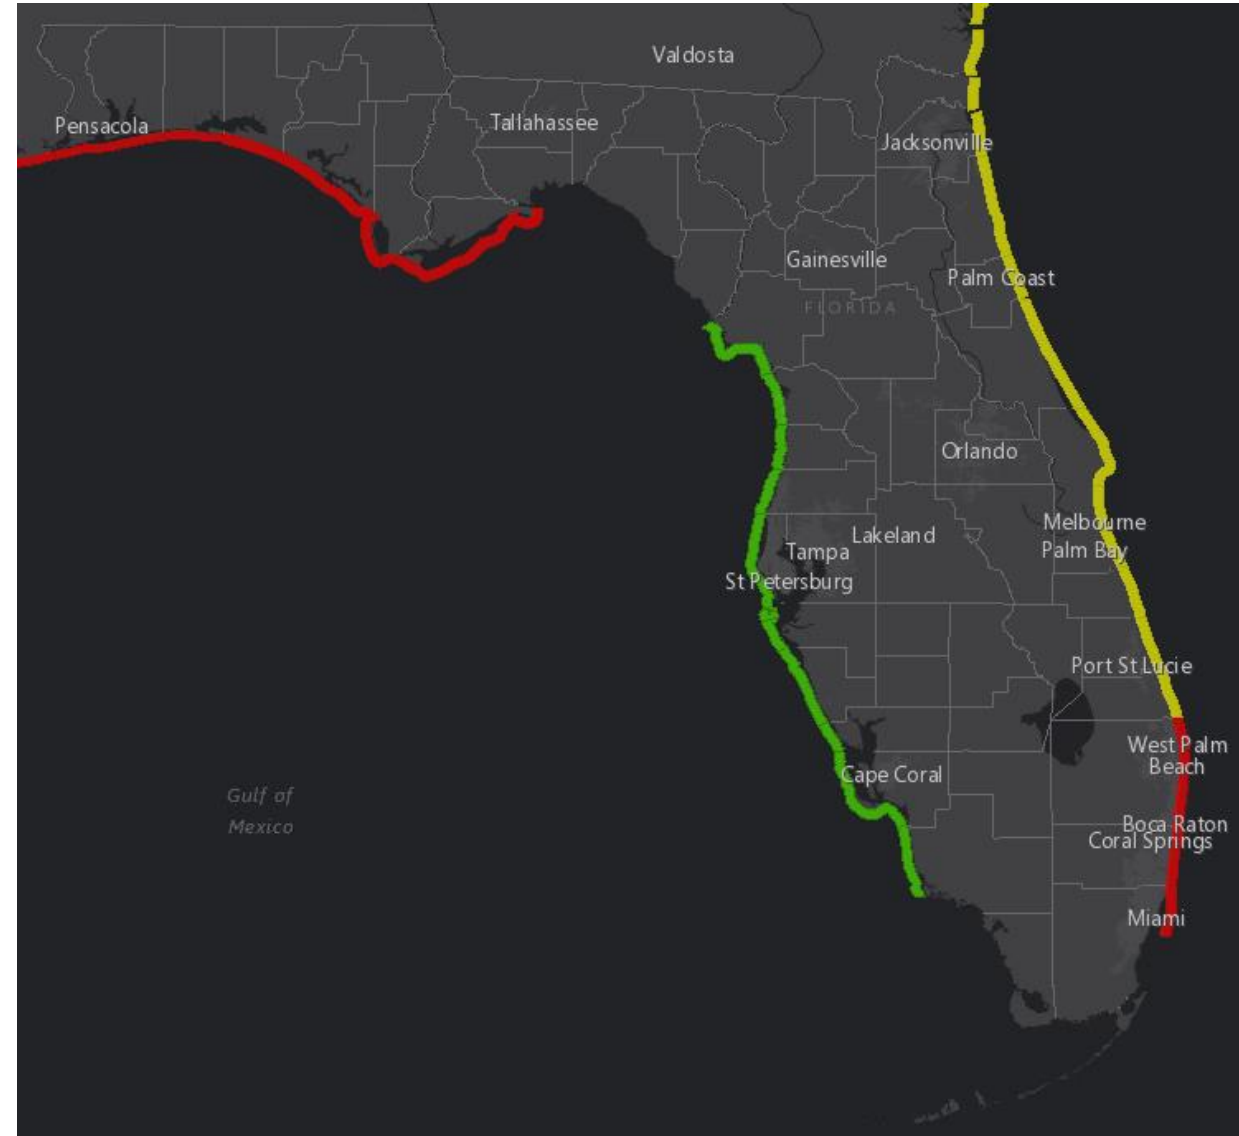 Valdosta
Pensacola
Tallahassee
Jacksonville
Gainesville
Palm Coast
FLORIDA
Orlando
Melbourne
Lakeland
Tampa
Palm Bay
St Petersburg
Port St Lucie
West Palm
Beach
Cape Coral
Gulf of
Mexico
Boca Raton
Coral Springs
Miami